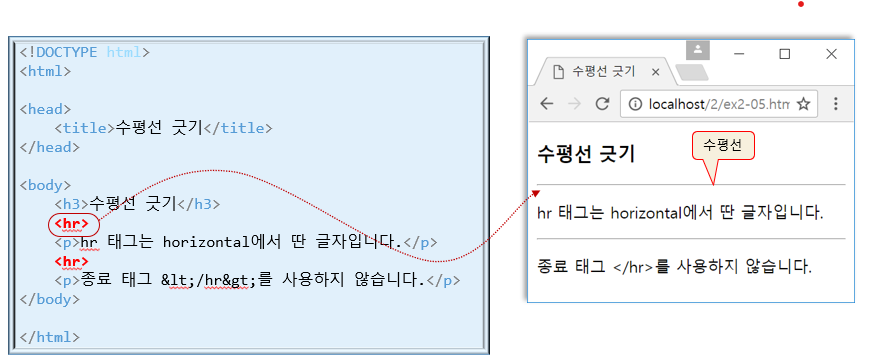 <!DOCTYPE html>
<html>
<head>
<title>수평선 긋기</title>
</head>
<body>
<h3>수평선 긋기</h3>
<hr>
<p>hr 태그는 horizontal에서 딴 글자입니다.</p>
<hr>
<p>종료 태그 &lt;/hr&gt;를 사용하지 않습니다.</p>
</body>
</html>
수평선 긋기
localhost/2/ex2-05.htm
수평선
수평선 긋기
hr 태그는 horizontal에서 딴 글자입니다.
종료 태그 </hr>를 사용하지 않습니다.